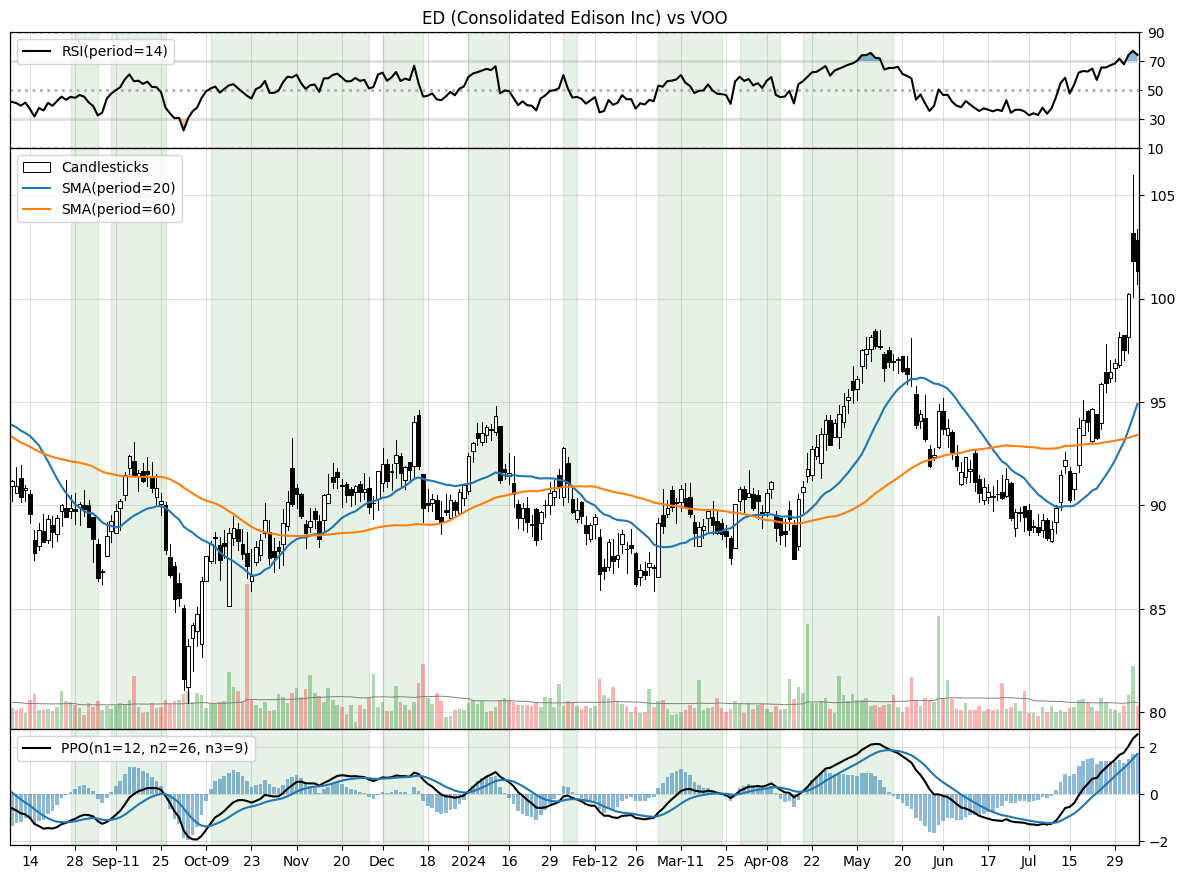 ED (Consolidated Edison Inc) vs VOO
RSI(period=14)
90
70
50
30
10
Candlesticks
SMA(period=20)
SMA(period=60)
105
100
95
90
85
80
PPO(n1=12, n2=26, n3=9)
2
0
−2
14 28 Sep-11 25 Oct-09 23 Nov 20 Dec 18 2024 16 29 Feb-12 26 Mar-11 25 Apr-08 22 May 20 Jun 17 Jul 15 29